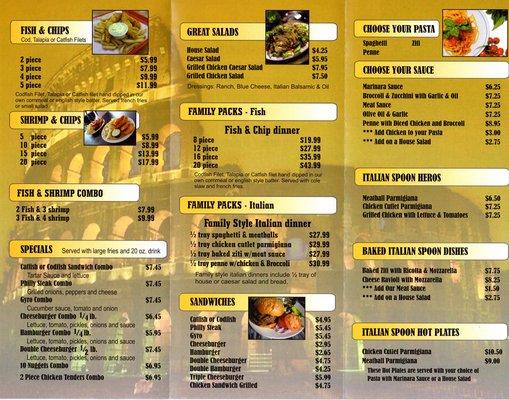 FISH & CHIPS
Cod, Talapia or Catfish Filets
2 piece $5.99
3 piece $7.99
4 piece $9.99
5 piece $11.99
Codfish Filet, Talapia or Catfish filet hand dipped in our
own cornmeal or english style batter. Served french fries
or small salad
SHRIMP & CHIPS
5 piece $5.99
10 piece $8.99
15 piece $13.99
20 piece $17.99
FISH & SHRIMP COMBO
2 Fish & 3 shrimp $7.99
3 Fish & 4 shrimp $9.99
SPECIALS Served with large fries and 20 oz. drink
Catfish or Codfish Sandwich Combo $7.45
Tartar Sauce and lettuce
Philly Steak Combo $7.45
Grilled onions, peppers and cheese
Gyro Combo $7.45
Cucumber sauce, tomato and onion
Cheeseburger Combo 1/4 lb. $6.45
Lettuce, tomato, pickles, onions and sauce
Hamburger Combo 1/4 lb. $5.95
Lettuce, tomato, pickles, onions and sauce
Double Cheeseburger 1/2 lb. $7.45
Lettuce, tomato, pickles, onions and sauce
10 Nuggets Combo $6.95
2 Piece Chicken Tenders Combo $6.95
GREAT SALADS
House Salad $4.25
Caesar Salad $5.95
Grilled Chicken Caesar Salad $7.95
Grilled Chicken Salad $7.50
Dressings: Ranch, Blue Cheese, Italian Balsamic & Oil
FAMILY PACKS - Fish
Fish & Chip dinner
8 piece $19.99
12 piece $27.99
16 piece $35.99
20 piece $43.99
Codfish Filet, Talapia or Catfish filet hand dipped in our own
cornmeal or english style batter. Served with cole
slaw and french fries.
FAMILY PACKS - Italian
Family Style Italian dinner
½ tray spaghetti & meatballs $27.99
½ tray chicken cutlet parmigiana $29.99
½ tray baked ziti w/meat sauce $27.99
½ tray penne w/chicken & Broccoli $30.99
Family style italian dinners include ½ tray of
house or caesar salad and bread.
SANDWICHES
Catfish or Codfish $4.95
Philly Steak $5.45
Gyro $5.45
Cheeseburger $2.95
Hamburger $2.65
Double Cheeseburger $4.75
Double Hamburger $4.25
Triple Cheeseburger $5.99
Chicken Sandwich Grilled $4.75
CHOOSE YOUR PASTA
Spaghetti Ziti
Penne
CHOOSE YOUR SAUCE
Marinara Sauce $6.25
Broccoli & Zucchini with Garlic & Oil $7.25
Meat Sauce $7.25
Olive Oil & Garlic $7.25
Penne with Diced Chicken and Broccoli $8.95
*** Add Chicken to your Pasta $3.00
*** Add on a House Salad $2.75
ITALIAN SPOON HEROS
Meatball Parmigiana $6.50
Chicken Cutlet Parmigiana $7.25
Grilled Chicken with Lettuce & Tomatoes $7.25
BAKED ITALIAN SPOON DISHES
Baked Ziti with Ricotta & Mozzarella $7.75
Cheese Ravioli with Mozzarella $8.25
*** Add Our Meat Sauce $1.50
*** Add on a House Salad $2.75
ITALIAN SPOON HOT PLATES
Chicken Cutlet Parmigiana $10.50
Meatball Parmigiana $9.00
These Hot Plates are served with your choice of
Pasta with Marinara Sauce or a House Salad